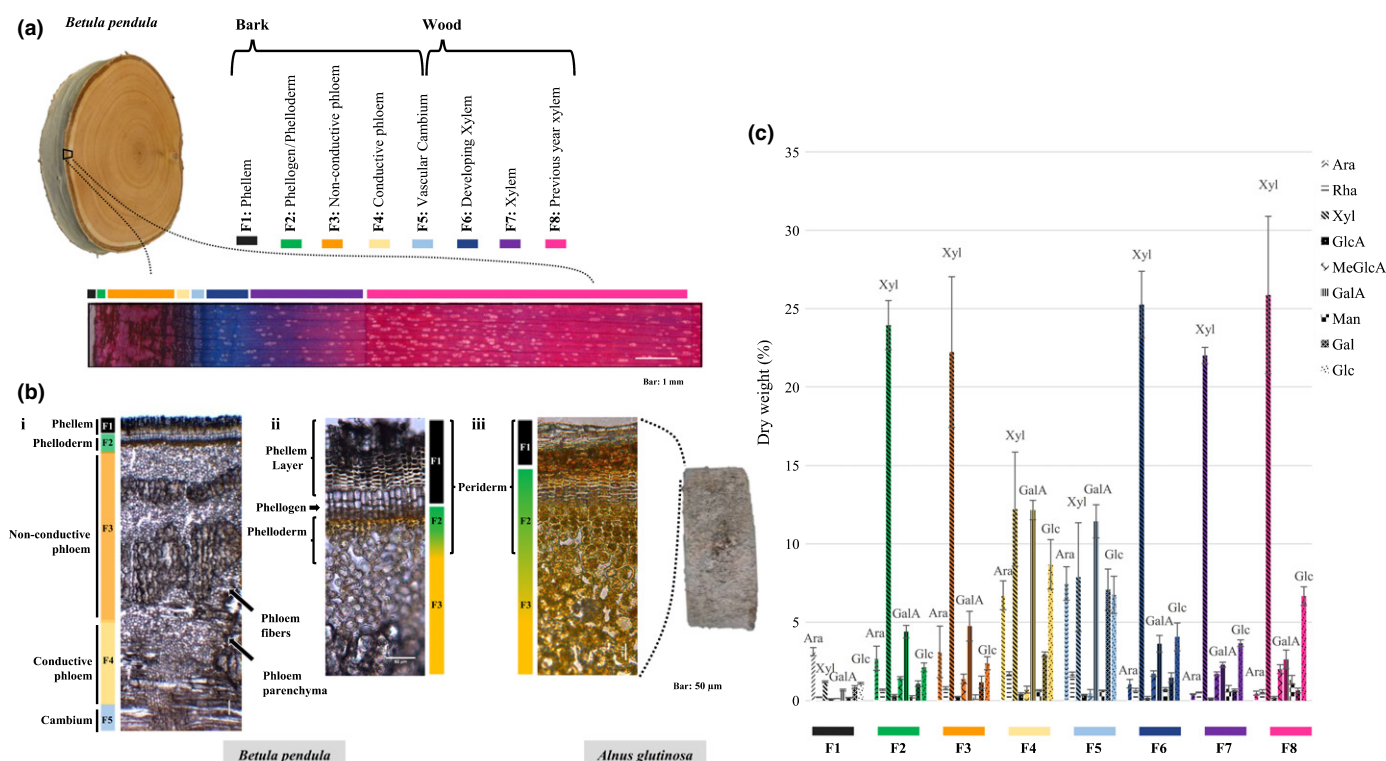 (a)
Betula pendula
Bark
Wood
F1: Phellem
F2: Phellogen/Phelloderm
F3: Non-conductive phloem
F4: Conductive phloem
F5: Vascular Cambium
F6: Developing Xylem
F7: Xylem
F8: Previous year xylem
Bar: 1 mm
(b)
i
Phellem
Phelloderm
Non-conductive
phloem
Conductive
phloem
Cambium
F1
F2
F3
F4
F5
Phloem
fibers
Phloem
parenchyma
ii
Phellem
Layer
Phellogen
Phelloderm
F1
F2
F3
Periderm
iii
F1
F2
F3
Bar: 50 µm
Betula pendula
Alnus glutinosa
(c)
Dry weight (%)
35
30
25
20
15
10
5
0
Ara
Xyl
GalA
Glc
Ara
Xyl
GalA
Glc
Ara
Xyl
GalA
Glc
Ara
Xyl
GalA
Glc
Ara
Xyl
GalA
Glc
Ara
Xyl
GalA
Glc
Ara
Xyl
GalA
Glc
Ara
Xyl
GalA
Glc
F1
F2
F3
F4
F5
F6
F7
F8
Ara
Rha
Xyl
GlcA
MeGlcA
GalA
Man
Gal
Glc